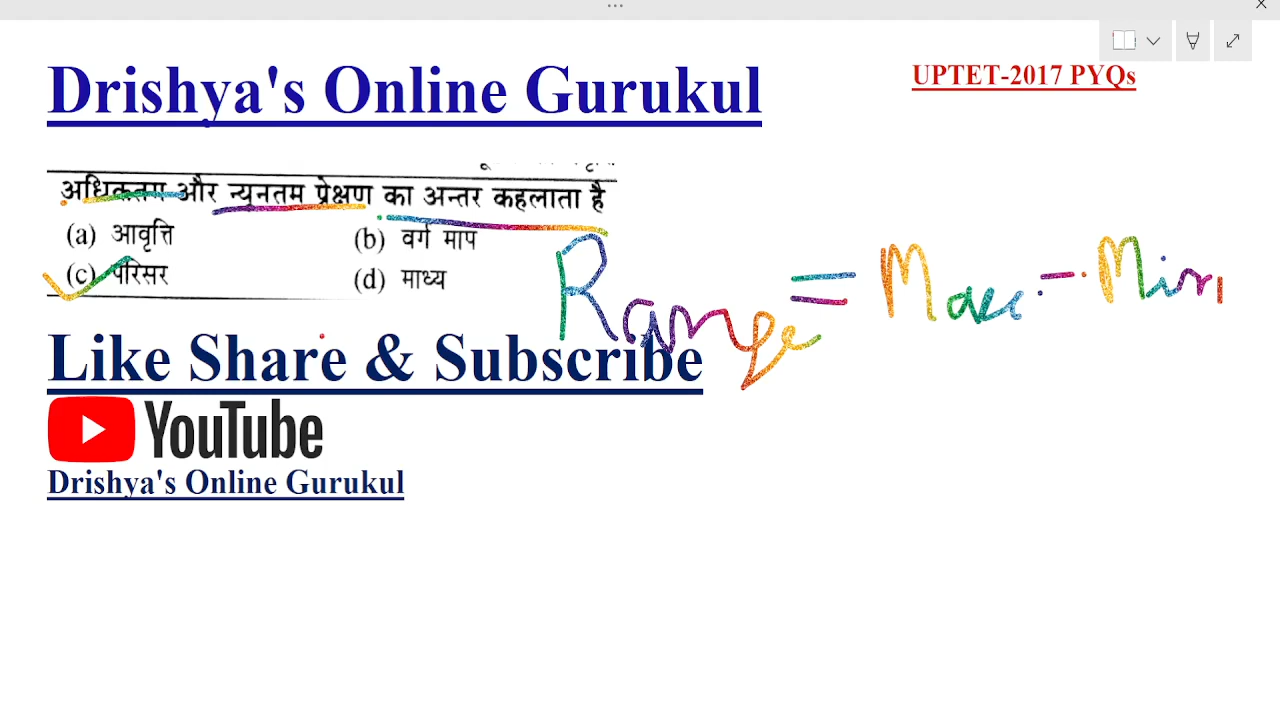 Drishya's Online Gurukul
UPTET-2017 PYQs
अधिकतम और न्यूनतम प्रेक्षण का अन्तर कहलाता है
(a) आवृत्ति
(b) वर्ग माप
(c) परिसर
(d) माध्य
Range = Max - Min
Like Share & Subscribe
YouTube
Drishya's Online Gurukul